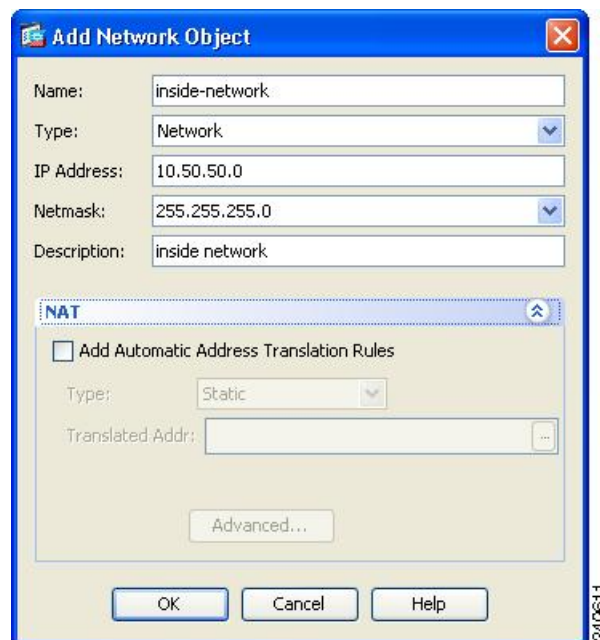 Add Network Object
Name: inside-network
Type: Network
IP Address: 10.50.50.0
Netmask: 255.255.255.0
Description: inside network
NAT
Add Automatic Address Translation Rules
Type: Static
Translated Addr: ...
Advanced...
OK Cancel Help